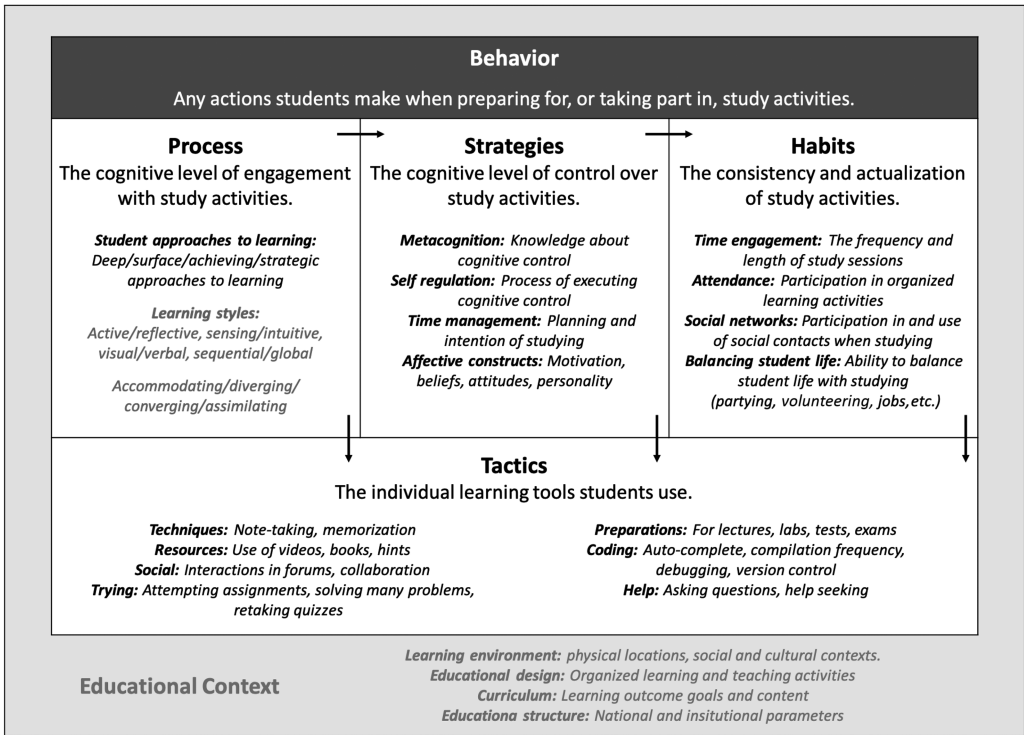 Behavior
Any actions students make when preparing for, or taking part in, study activities.
Process
The cognitive level of engagement
with study activities.
Student approaches to learning:
Deep/surface/achieving/strategic
approaches to learning
Learning styles:
Active/reflective, sensing/intuitive,
visual/verbal, sequential/global
Accommodating/diverging/
converging/assimilating
Strategies
The cognitive level of control over
study activities.
Metacognition: Knowledge about
cognitive control
Self regulation: Process of executing
cognitive control
Time management: Planning and
intention of studying
Affective constructs: Motivation,
beliefs, attitudes, personality
Habits
The consistency and actualization
of study activities.
Time engagement: The frequency and
length of study sessions
Attendance: Participation in organized
learning activities
Social networks: Participation in and use
of social contacts when studying
Balancing student life: Ability to balance
student life with studying
(partying, volunteering, jobs,etc.)
Tactics
The individual learning tools students use.
Techniques: Note-taking, memorization
Resources: Use of videos, books, hints
Social: Interactions in forums, collaboration
Trying: Attempting assignments, solving many problems,
retaking quizzes
Preparations: For lectures, labs, tests, exams
Coding: Auto-complete, compilation frequency,
debugging, version control
Help: Asking questions, help seeking
Educational Context
Learning environment: physical locations, social and cultural contexts.
Educational design: Organized learning and teaching activities
Curriculum: Learning outcome goals and content
Educationa structure: National and insitutional parameters